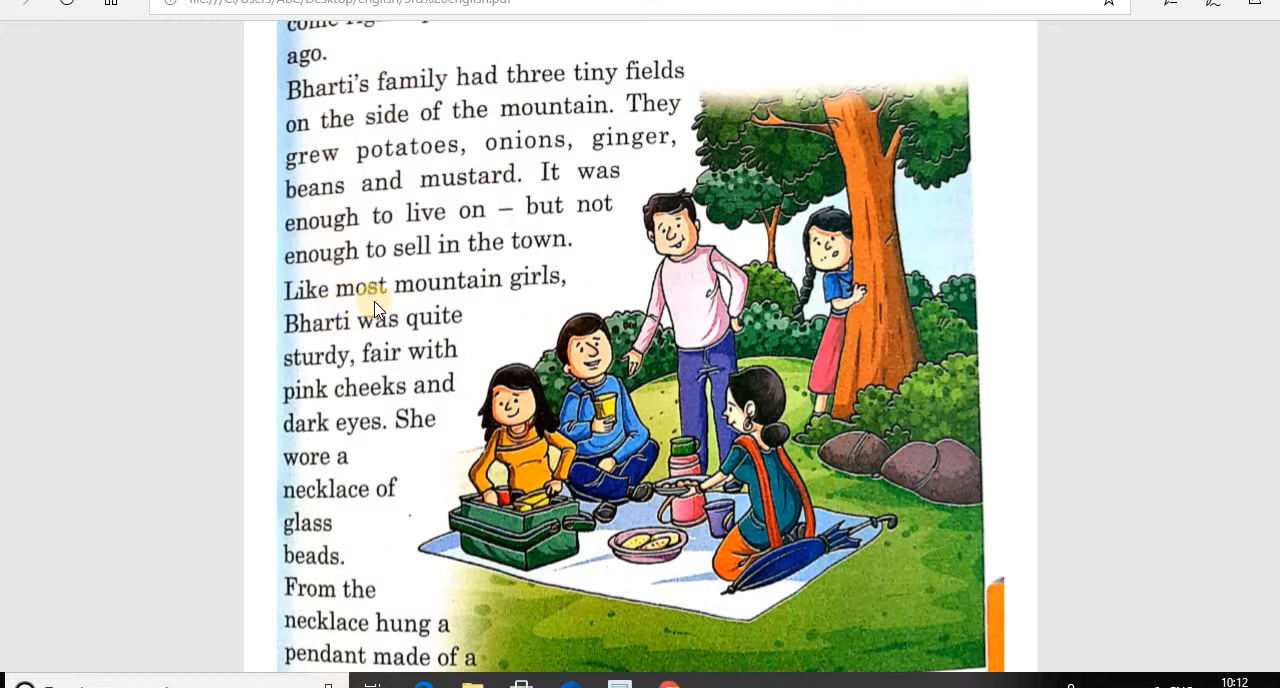 ago.
Bharti's family had three tiny fields
on the side of the mountain. They
grew potatoes, onions, ginger,
beans and mustard. It was
enough to live on – but not
enough to sell in the town.
Like most mountain girls,
Bharti was quite
sturdy, fair with
pink cheeks and
dark eyes. She
wore a
necklace of
glass
beads.
From the
necklace hung a
pendant made of a
10:12